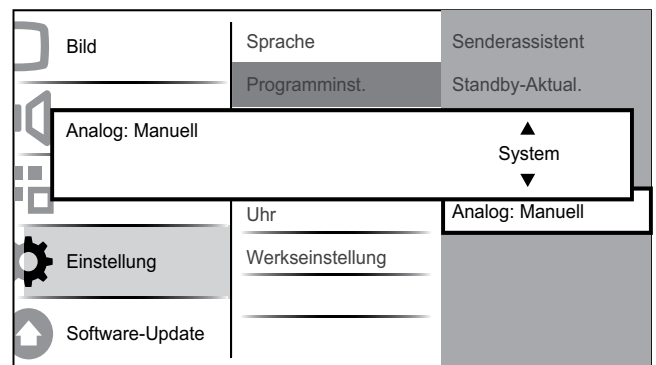 Bild
Sprache
Senderassistent
Programminst.
Standby-Aktual.
Analog: Manuell
System
Uhr
Analog: Manuell
Einstellung
Werkseinstellung
Software-Update